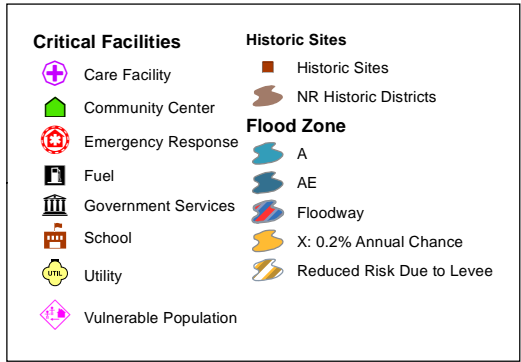 Critical Facilities
Care Facility
Community Center
Emergency Response
Fuel
Government Services
School
UTIL
Utility
Vulnerable Population
Historic Sites
Historic Sites
NR Historic Districts
Flood Zone
A
AE
Floodway
X: 0.2% Annual Chance
Reduced Risk Due to Levee